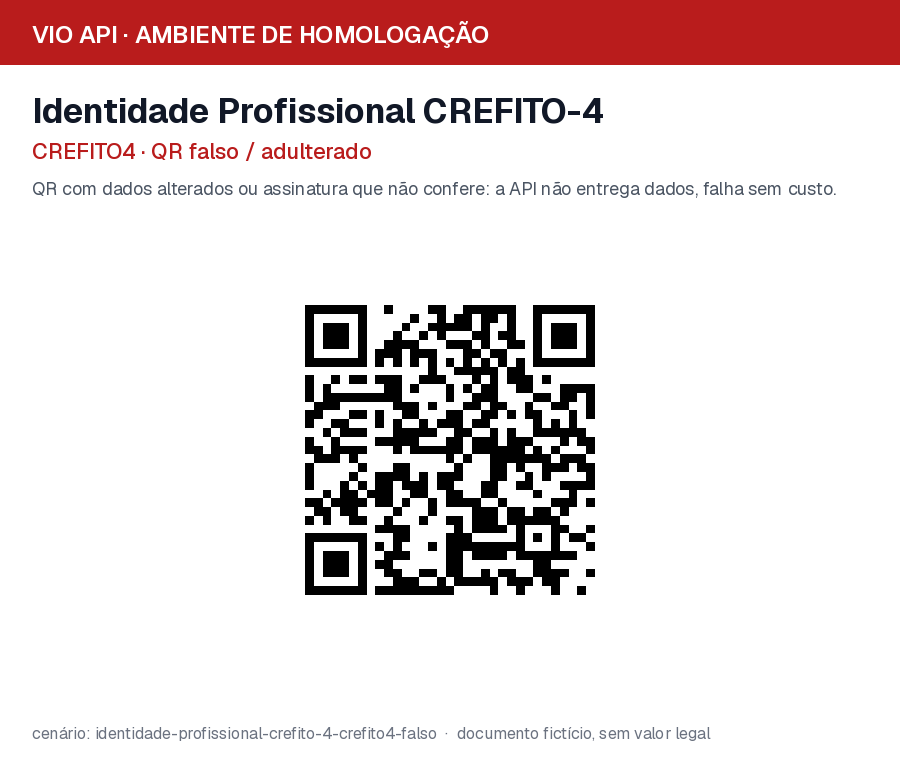 VIO API · AMBIENTE DE HOMOLOGAÇÃO
Identidade Profissional CREFITO-4
CREFITO4 · QR falso / adulterado
QR com dados alterados ou assinatura que não confere: a API não entrega dados, falha sem custo.
cenário: identidade-profissional-crefito-4-crefito4-falso · documento fictício, sem valor legal